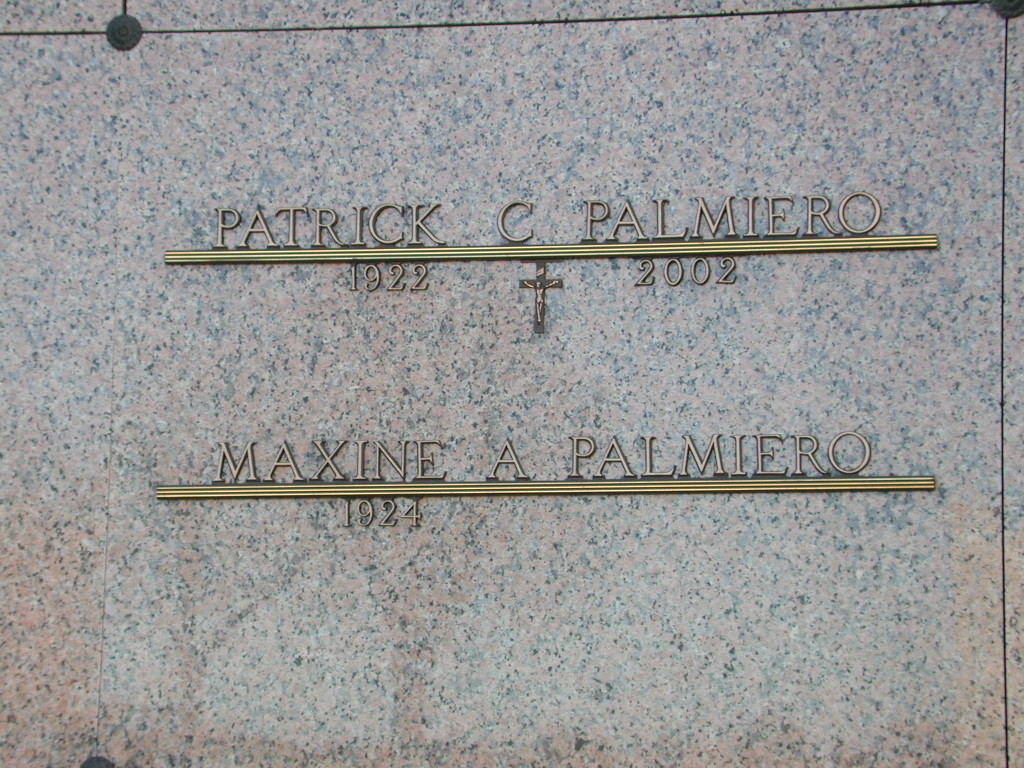 PATRICK C PALMIERO
1922 2002
MAXINE A PALMIERO
1924